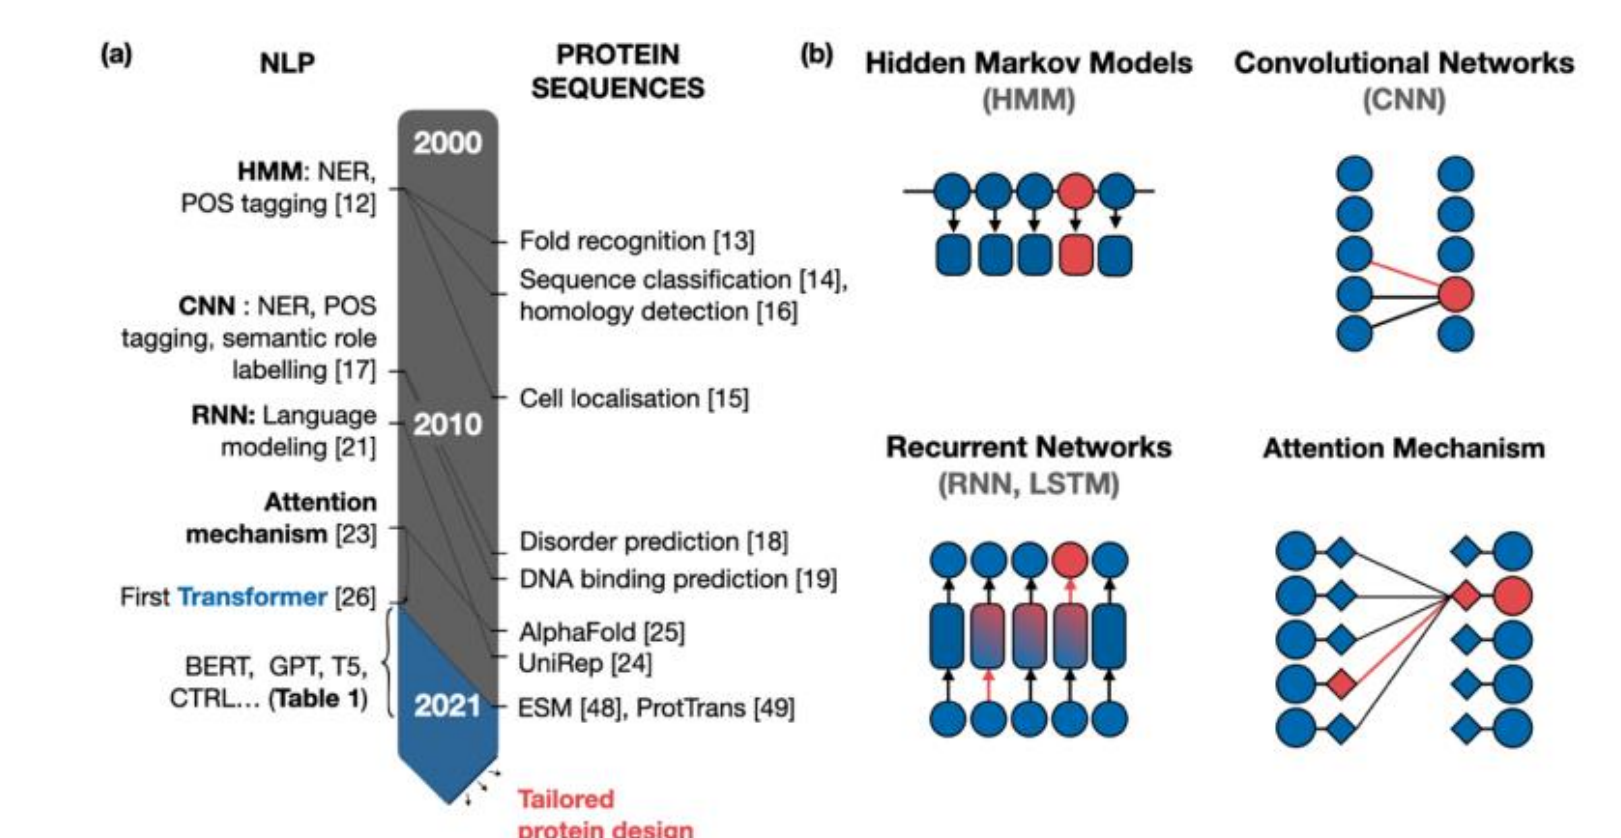 (a)
NLP
PROTEIN
SEQUENCES
2000
HMM: NER,
POS tagging [12]
Fold recognition [13]
Sequence classification [14],
homology detection [16]
CNN : NER, POS
tagging, semantic role
labelling [17]
Cell localisation [15]
RNN: Language
modeling [21]
2010
Attention
mechanism [23]
Disorder prediction [18]
DNA binding prediction [19]
First Transformer [26]
AlphaFold [25]
UniRep [24]
BERT, GPT, T5,
CTRL... (Table 1)
2021
ESM [48], ProtTrans [49]
Tailored
protein design
(b)
Hidden Markov Models
(HMM)
Convolutional Networks
(CNN)
Recurrent Networks
(RNN, LSTM)
Attention Mechanism